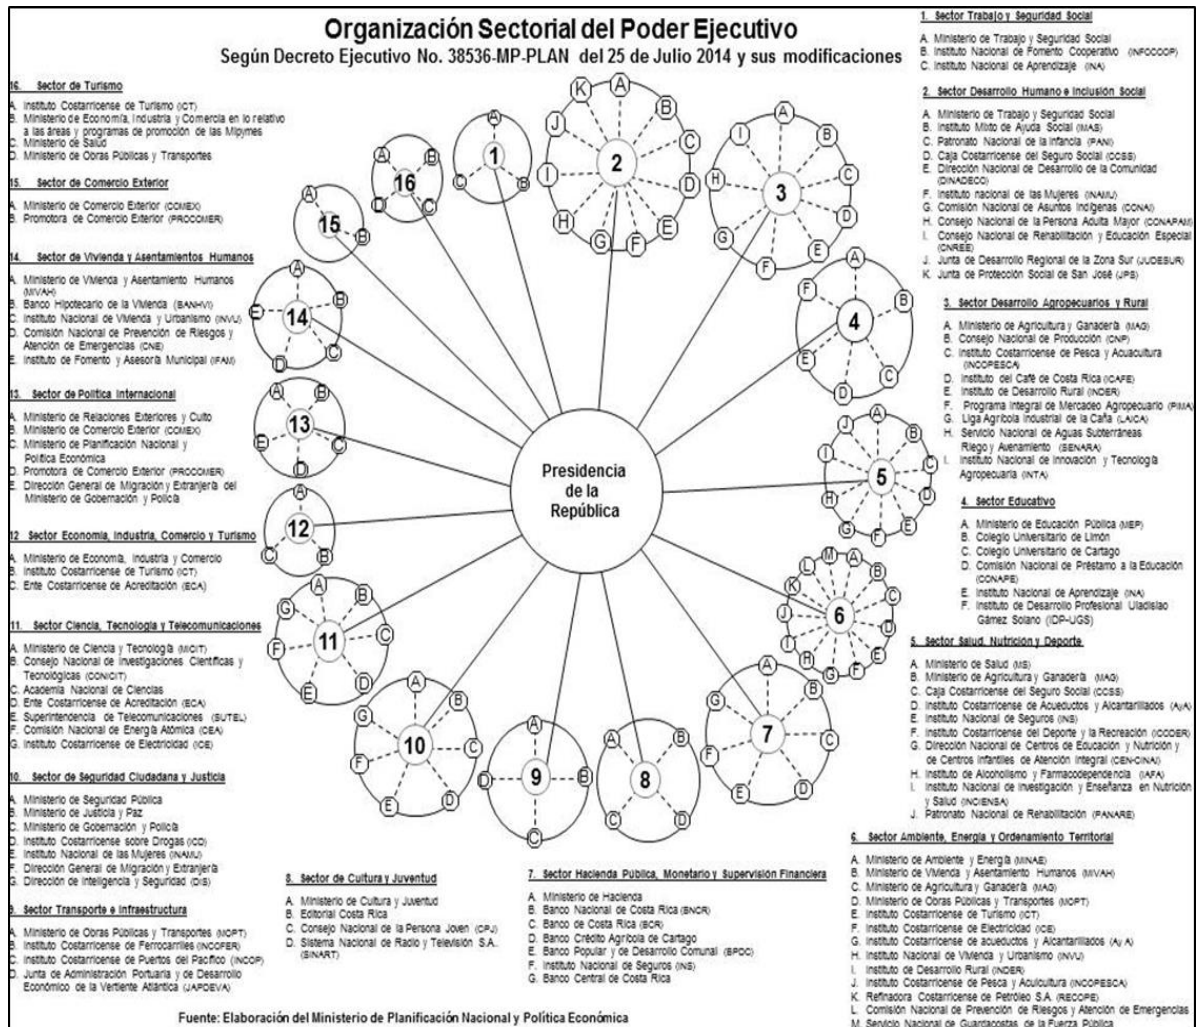 Organización Sectorial del Poder Ejecutivo
Según Decreto Ejecutivo No. 38536-MP-PLAN del 25 de Julio 2014 y sus modificaciones
1. Sector Trabajo y Seguridad Social
A. Ministerio de Trabajo y Seguridad Social
B. Instituto Nacional de Fomento Cooperativo (INFOCCOP)
C. Instituto Nacional de Aprendizaje (INA)
2. Sector Desarrollo Humano e Inclusión Social
A. Ministerio de Trabajo y Seguridad Social
B. Instituto Mixto de Ayuda Social (IMAS)
C. Patronato Nacional de la Infancia (PANI)
D. Caja Costarricense del Seguro Social (CCSS)
E. Dirección Nacional de Desarrollo de la Comunidad
(DINADECO)
F. Instituto nacional de las Mujeres (INAMU)
G. Comisión Nacional de Asuntos Indígenas (CONAI)
H. Consejo Nacional de la Persona Adulta Mayor (CONAPAM)
I. Consejo Nacional de Rehabilitación y Educación Especial
(CNREE)
J. Junta de Desarrollo Regional de la Zona Sur (JUDESUR)
K. Junta de Protección Social de San José (JPS)
3. Sector Desarrollo Agropecuarios y Rural
A. Ministerio de Agricultura y Ganadería (MAG)
B. Consejo Nacional de Producción (CNP)
C. Instituto Costarricense de Pesca y Acuacultura
(INCOPESCA)
D. Instituto del Café de Costa Rica (ICAFE)
E. Instituto de Desarrollo Rural (INDER)
F. Programa Integral de Mercadeo Agropecuario (PIMA)
G. Liga Agrícola Industrial de la Caña (LAICA)
H. Servicio Nacional de Aguas Subterráneas
Riego y Avenamiento (SENARA)
I. Instituto Nacional de Innovación y Tecnología
Agropecuaria (INTA)
4. Sector Educativo
A. Ministerio de Educación Pública (MEP)
B. Colegio Universitario de Limón
C. Colegio Universitario de Cartago
D. Comisión Nacional de Préstamo a la Educación
(CONAPE)
E. Instituto Nacional de Aprendizaje (INA)
F. Instituto de Desarrollo Profesional Uladislao
Gámez Solano (IDP-UGS)
5. Sector Salud, Nutrición y Deporte
A. Ministerio de Salud (MS)
B. Ministerio de Agricultura y Ganadería (MAG)
C. Caja Costarricense del Seguro Social (CCSS)
D. Instituto Costarricense de Acueductos y Alcantarillados (AyA)
E. Instituto Nacional de Seguros (INS)
F. Instituto Costarricense del Deporte y la Recreación (ICODER)
G. Dirección Nacional de Centros de Educación y Nutrición y
de Centros Infantiles de Atención Integral (CEN-CINAI)
H. Instituto de Alcoholismo y Farmacodependencia (IAFA)
I. Instituto Nacional de Investigación y Enseñanza en Nutrición
y Salud (INCIENSA)
J. Patronato Nacional de Rehabilitación (PANARE)
6. Sector Ambiente, Energía y Ordenamiento Territorial
A. Ministerio de Ambiente y Energía (MINAE)
B. Ministerio de Vivienda y Asentamiento Humanos (MIVAH)
C. Ministerio de Agricultura y Ganadería (MAG)
D. Ministerio de Obras Públicas y Transportes (MOPT)
E. Instituto Costarricense de Turismo (ICT)
F. Instituto Costarricense de Electricidad (ICE)
G. Instituto Costarricense de acueductos y Alcantarillados (Ay A)
H. Instituto Nacional de Vivienda y Urbanismo (INVU)
I. Instituto de Desarrollo Rural (INDER)
J. Instituto Costarricense de Pesca y Acuicultura (INCOPESCA)
K. Refinadora Costarricense de Petróleo S.A. (RECOPE)
L. Comisión Nacional de Prevención de Riesgos y Atención de Emergencias
M. Servicio Nacional de Guardacostas de la Fuerza Pública
7. Sector Hacienda Pública, Monetario y Supervisión Financiera
A. Ministerio de Hacienda
B. Banco Nacional de Costa Rica (BNCR)
C. Banco de Costa Rica (BCR)
D. Banco Crédito Agrícola de Cartago
E. Banco Popular y de Desarrollo Comunal (BPDC)
F. Instituto Nacional de Seguros (INS)
G. Banco Central de Costa Rica
8. Sector de Cultura y Juventud
A. Ministerio de Cultura y Juventud
B. Editorial Costa Rica
C. Consejo Nacional de la Persona Joven (CPJ)
D. Sistema Nacional de Radio y Televisión S.A.
(SINART)
16. Sector de Turismo
A. Instituto Costarricense de Turismo (ICT)
B. Ministerio de Economía, Industria y Comercia en lo relativo
a las áreas y programas de promoción de las Mipymes
C. Ministerio de Salud
D. Ministerio de Obras Públicas y Transportes
15. Sector de Comercio Exterior
A. Ministerio de Comercio Exterior (COMEX)
B. Promotora de Comercio Exterior (PROCOMER)
14. Sector de Vivienda y Asentamientos Humanos
A. Ministerio de Vivienda y Asentamiento Humanos
(MIVAH)
B. Banco Hipotecario de la Vivienda (BANHVI)
C. Instituto Nacional de Vivienda y Urbanismo (INVU)
D. Comisión Nacional de Prevención de Riesgos y
Atención de Emergencias (CNE)
E. Instituto de Fomento y Asesoría Municipal (IFAM)
13. Sector de Política Internacional
A. Ministerio de Relaciones Exteriores y Culto
B. Ministerio de Comercio Exterior (COMEX)
C. Ministerio de Planificación Nacional y
Política Económica
D. Promotora de Comercio Exterior (PROCOMER)
E. Dirección General de Migración y Extranjería del
Ministerio de Gobernación y Policía
12 Sector Economía, Industria, Comercio y Turismo
A. Ministerio de Economía, Industria y Comercio
B. Instituto Costarricense de Turismo (ICT)
C. Ente Costarricense de Acreditación (ECA)
11. Sector Ciencia, Tecnología y Telecomunicaciones
A. Ministerio de Ciencia y Tecnología (MICIT)
B. Consejo Nacional de Investigaciones Científicas y
Tecnológicas (CONICIT)
C. Academia Nacional de Ciencias
D. Ente Costarricense de Acreditación (ECA)
E. Superintendencia de Telecomunicaciones (SUTEL)
F. Comisión Nacional de Energía Atómica (CEA)
G. Instituto Costarricense de Electricidad (ICE)
10. Sector de Seguridad Ciudadana y Justicia
A. Ministerio de Seguridad Pública
B. Ministerio de Justicia y Paz
C. Ministerio de Gobernación y Policía
D. Instituto Costarricense sobre Drogas (ICD)
E. Instituto Nacional de las Mujeres (INAMU)
F. Dirección General de Migración y Extranjería
G. Dirección de Inteligencia y Seguridad (DIS)
9. Sector Transporte e Infraestructura
A. Ministerio de Obras Públicas y Transportes (MOPT)
B. Instituto Costarricense de Ferrocarriles (INCOFER)
C. Instituto Costarricense de Puertos del Pacífico (INCOP)
D. Junta de Administración Portuaria y de Desarrollo
Económico de la Vertiente Atlántica (JAPDEVA)
Presidencia
de la
República
1
A
B
C
2
A
B
C
D
E
F
G
H
I
J
K
3
A
B
C
D
E
F
G
H
I
4
A
B
C
D
E
F
5
A
B
C
D
E
F
G
H
I
J
6
A
B
C
D
E
F
G
H
I
J
K
L
M
7
A
B
C
D
E
F
G
8
A
B
C
D
9
A
B
C
D
10
A
B
C
D
E
F
G
11
A
B
C
D
E
F
G
12
A
B
C
13
A
B
C
D
E
14
A
B
C
D
E
15
A
B
16
A
B
C
D
Fuente: Elaboración del Ministerio de Planificación Nacional y Política Económica